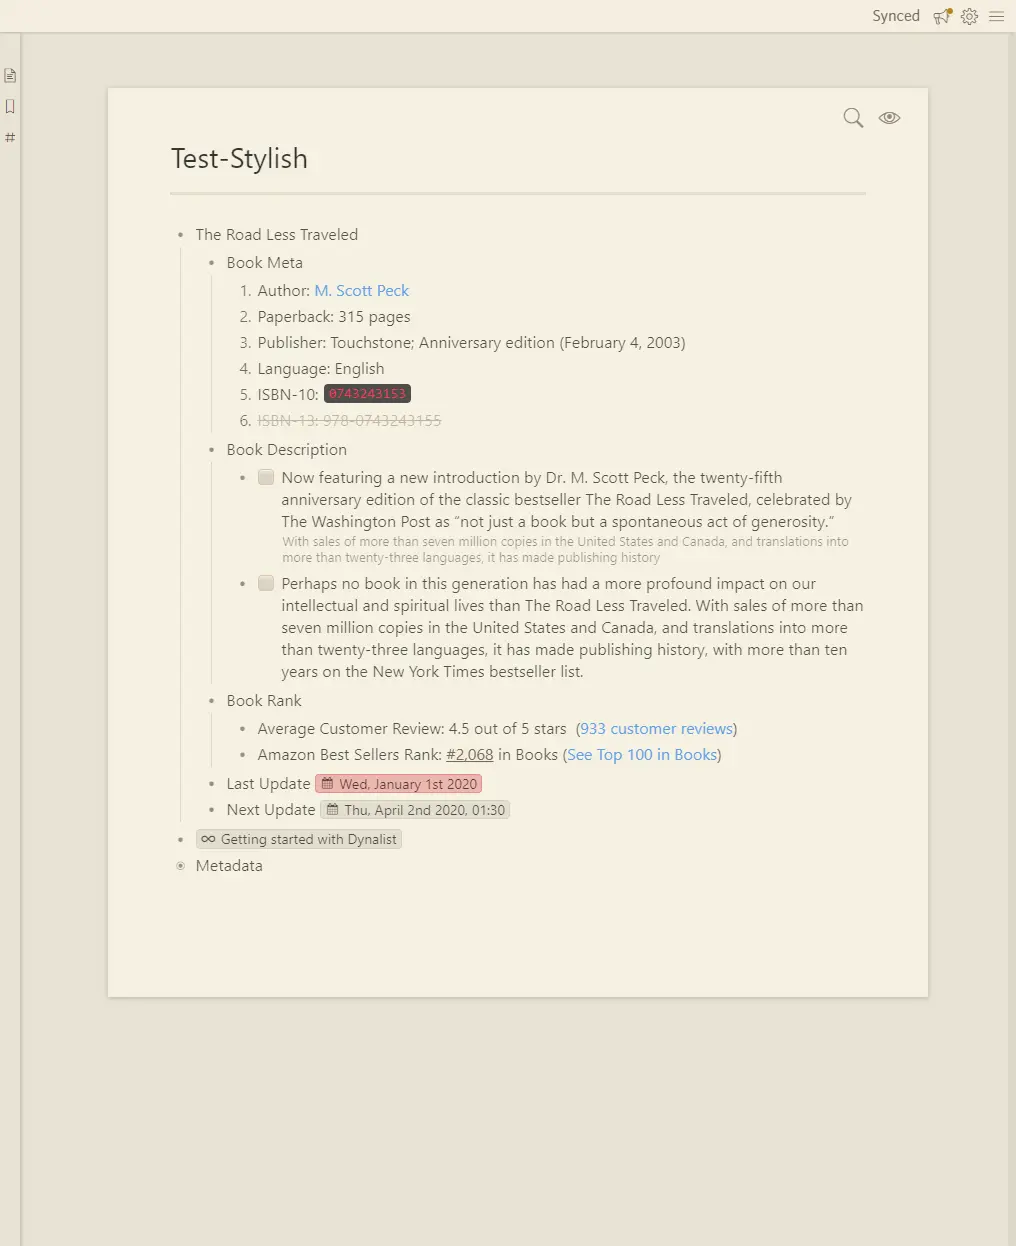 Synced
Test-Stylish
The Road Less Traveled
Book Meta
1. Author: M. Scott Peck
2. Paperback: 315 pages
3. Publisher: Touchstone; Anniversary edition (February 4, 2003)
4. Language: English
5. ISBN-10: 0743243153
6. ISBN-13: 978-0743243155
Book Description
Now featuring a new introduction by Dr. M. Scott Peck, the twenty-fifth
anniversary edition of the classic bestseller The Road Less Traveled, celebrated by
The Washington Post as “not just a book but a spontaneous act of generosity.”
With sales of more than seven million copies in the United States and Canada, and translations into
more than twenty-three languages, it has made publishing history
Perhaps no book in this generation has had a more profound impact on our
intellectual and spiritual lives than The Road Less Traveled. With sales of more than
seven million copies in the United States and Canada, and translations into more
than twenty-three languages, it has made publishing history, with more than ten
years on the New York Times bestseller list.
Book Rank
Average Customer Review: 4.5 out of 5 stars (933 customer reviews)
Amazon Best Sellers Rank: #2,068 in Books (See Top 100 in Books)
Last Update Wed, January 1st 2020
Next Update Thu, April 2nd 2020, 01:30
Getting started with Dynalist
Metadata